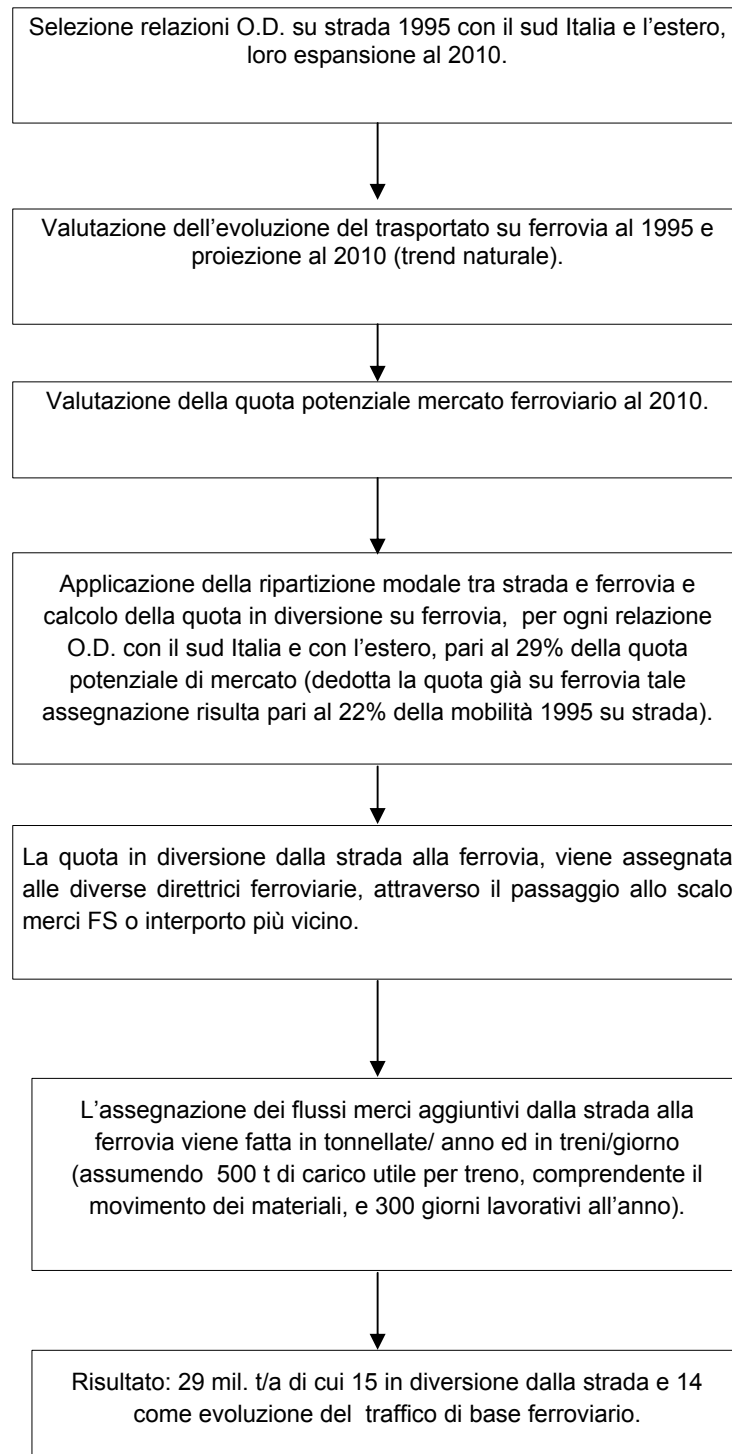 Selezione relazioni O.D. su strada 1995 con il sud Italia e l’estero,
loro espansione al 2010.
Valutazione dell’evoluzione del trasportato su ferrovia al 1995 e
proiezione al 2010 (trend naturale).
Valutazione della quota potenziale mercato ferroviario al 2010.
Applicazione della ripartizione modale tra strada e ferrovia e
calcolo della quota in diversione su ferrovia, per ogni relazione
O.D. con il sud Italia e con l’estero, pari al 29% della quota
potenziale di mercato (dedotta la quota già su ferrovia tale
assegnazione risulta pari al 22% della mobilità 1995 su strada).
La quota in diversione dalla strada alla ferrovia, viene assegnata
alle diverse direttrici ferroviarie, attraverso il passaggio allo scalo
merci FS o interporto più vicino.
L’assegnazione dei flussi merci aggiuntivi dalla strada alla
ferrovia viene fatta in tonnellate/ anno ed in treni/giorno
(assumendo 500 t di carico utile per treno, comprendente il
movimento dei materiali, e 300 giorni lavorativi all’anno).
Risultato: 29 mil. t/a di cui 15 in diversione dalla strada e 14
come evoluzione del traffico di base ferroviario.